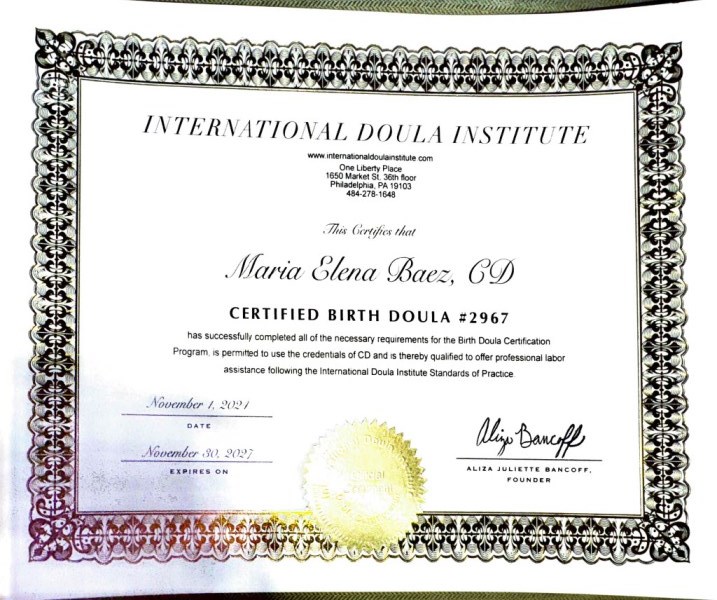 INTERNATIONAL DOULA INSTITUTE
www.internationaldoulainstitute.com
One Liberty Place
1650 Market St. 36th floor
Philadelphia, PA 19103
484-278-1648
This Certifies that
Maria Elena Baez, CD
CERTIFIED BIRTH DOULA #2967
has successfully completed all of the necessary requirements for the Birth Doula Certification
Program, is permitted to use the credentials of CD and is thereby qualified to offer professional labor
assistance following the International Doula Institute Standards of Practice.
November 1, 2024
DATE
November 30, 2027
EXPIRES ON
Aliza Bancoff
ALIZA JULIETTE BANCOFF,
FOUNDER